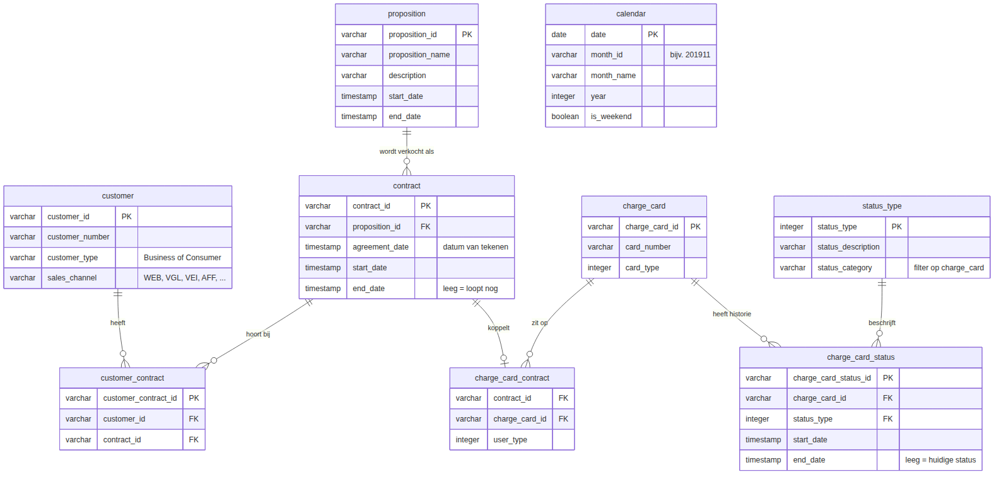 proposition
varchar proposition_id PK
varchar proposition_name
varchar description
timestamp start_date
timestamp end_date
calendar
date date PK
varchar month_id bijv. 201911
varchar month_name
integer year
boolean is_weekend
wordt verkocht als
customer
varchar customer_id PK
varchar customer_number
varchar customer_type Business of Consumer
varchar sales_channel WEB, VGL, VEI, AFF, ...
contract
varchar contract_id PK
varchar proposition_id FK
timestamp agreement_date datum van tekenen
timestamp start_date
timestamp end_date leeg = loopt nog
charge_card
varchar charge_card_id PK
varchar card_number
integer card_type
status_type
integer status_type PK
varchar status_description
varchar status_category filter op charge_card
heeft
hoort bij
koppelt
zit op
heeft historie
beschrijft
customer_contract
varchar customer_contract_id PK
varchar customer_id FK
varchar contract_id FK
charge_card_contract
varchar contract_id FK
varchar charge_card_id FK
integer user_type
charge_card_status
varchar charge_card_status_id PK
varchar charge_card_id FK
integer status_type FK
timestamp start_date
timestamp end_date leeg = huidige status